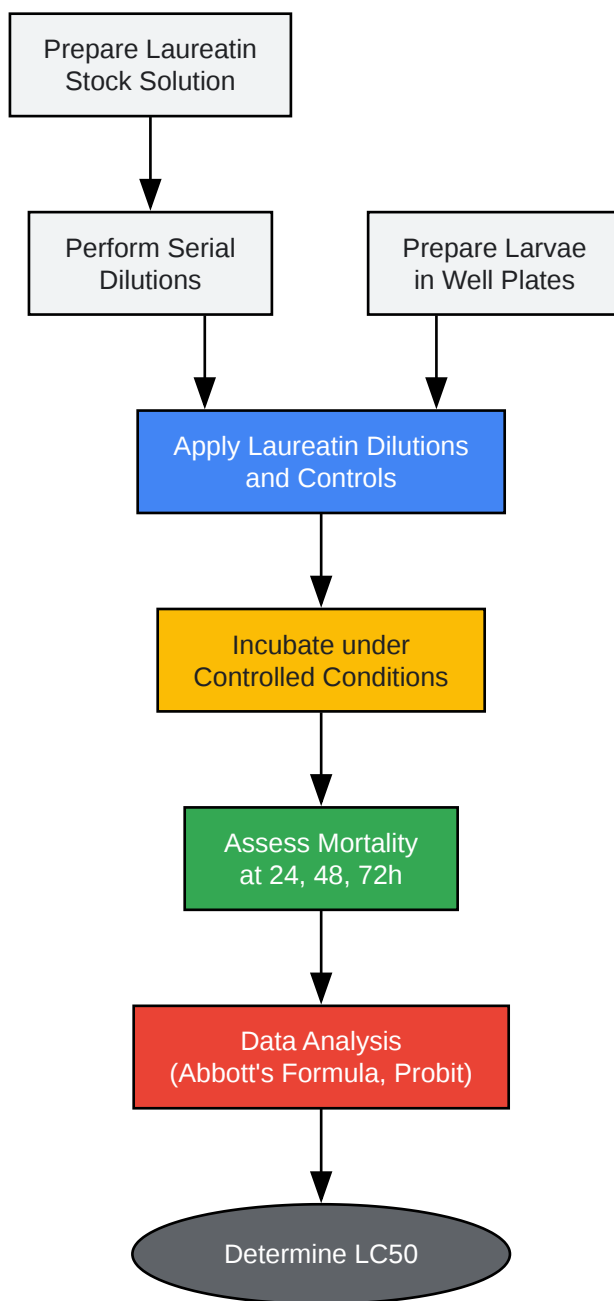 Prepare Laureatin
Stock Solution
Perform Serial
Dilutions
Prepare Larvae
in Well Plates
Apply Laureatin Dilutions
and Controls
Incubate under
Controlled Conditions
Assess Mortality
at 24, 48, 72h
Data Analysis
(Abbott's Formula, Probit)
Determine LC50